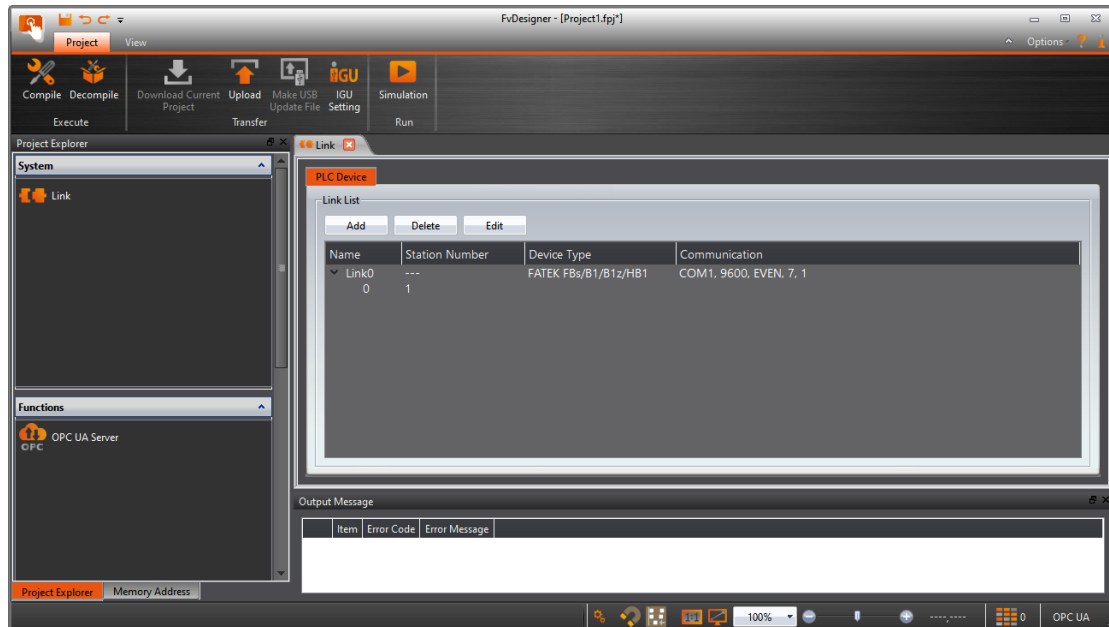 FvDesigner - [Project1.fpj*]
Project View Options ?
Compile Decompile Download Current Project Upload Make USB Update File IGU Setting Simulation
Execute Transfer Run
Project Explorer
System
Link
Functions
OPC UA Server
OPC
Project Explorer Memory Address
Link
PLC Device
Link List
Add Delete Edit
Name Station Number Device Type Communication
Link0 --- FATEK FBs/B1/B1z/HB1 COM1, 9600, EVEN, 7, 1
0 1
Output Message
Item Error Code Error Message
100% ----,---- 0 OPC UA